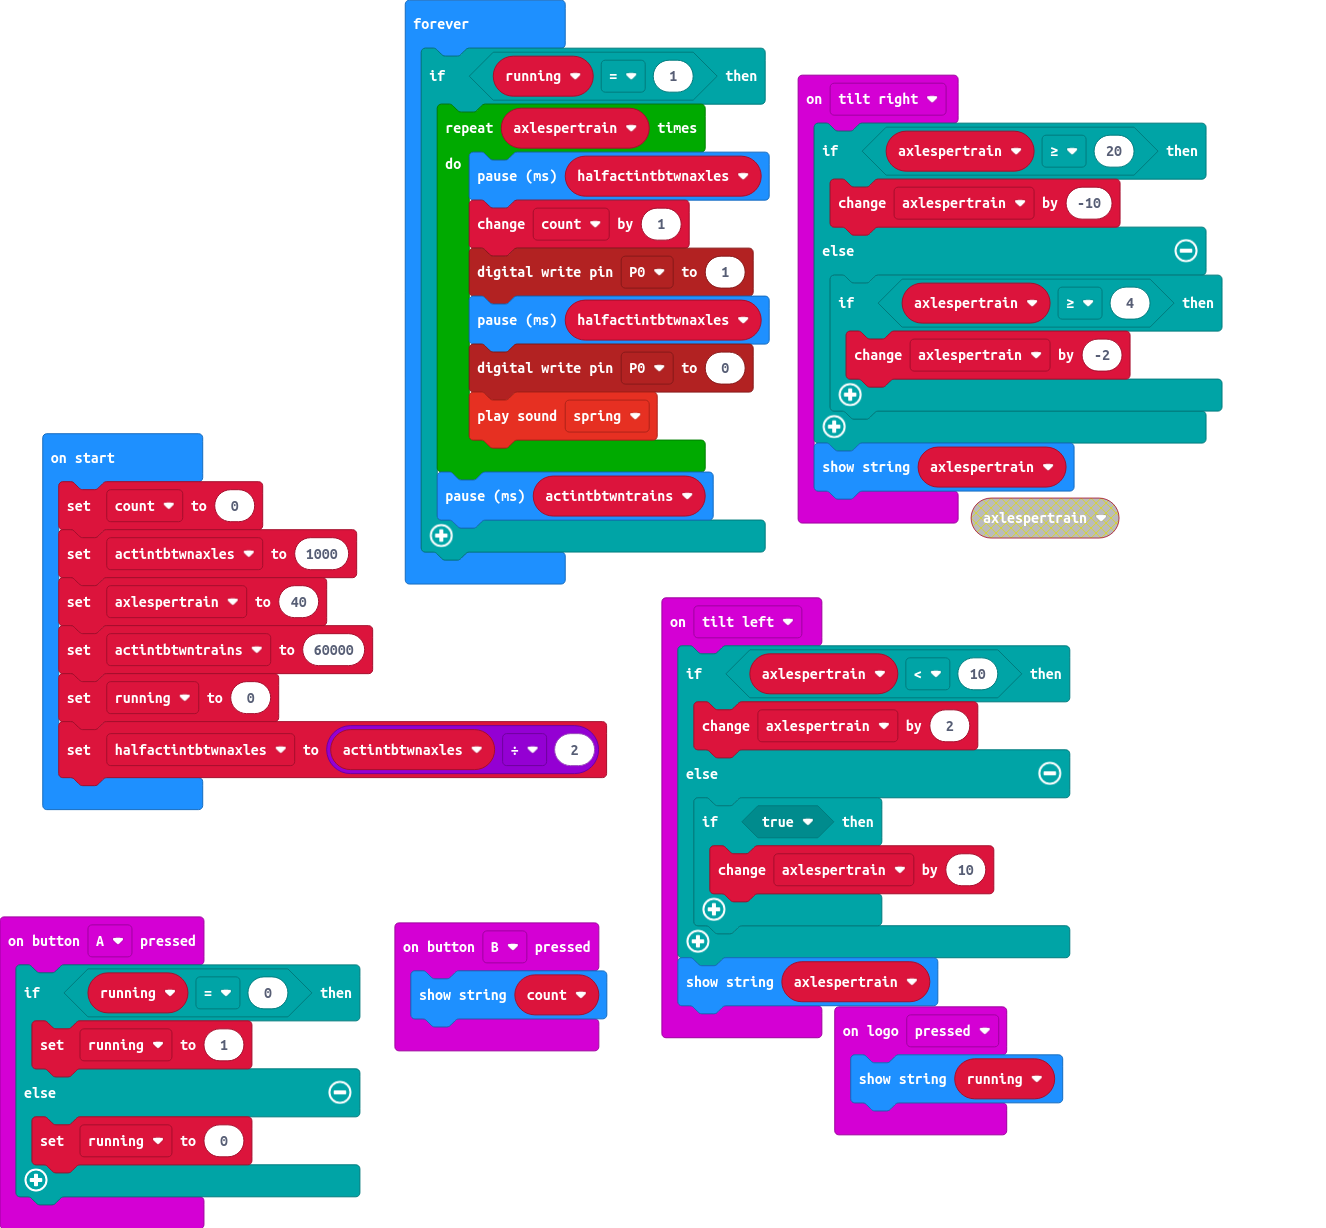 forever
if running = 1 then
repeat axlespertrain times
do
pause (ms) halfactintbtwnaxles
change count by 1
digital write pin P0 to 1
pause (ms) halfactintbtwnaxles
digital write pin P0 to 0
play sound spring
pause (ms) actintbtwntrains
on tilt right
if axlespertrain ≥ 20 then
change axlespertrain by -10
else
if axlespertrain ≥ 4 then
change axlespertrain by -2
show string axlespertrain
axlespertrain
on start
set count to 0
set actintbtwnaxles to 1000
set axlespertrain to 40
set actintbtwntrains to 60000
set running to 0
set halfactintbtwnaxles to actintbtwnaxles ÷ 2
on tilt left
if axlespertrain < 10 then
change axlespertrain by 2
else
if true then
change axlespertrain by 10
show string axlespertrain
on button A pressed
if running = 0 then
set running to 1
else
set running to 0
on button B pressed
show string count
on logo pressed
show string running